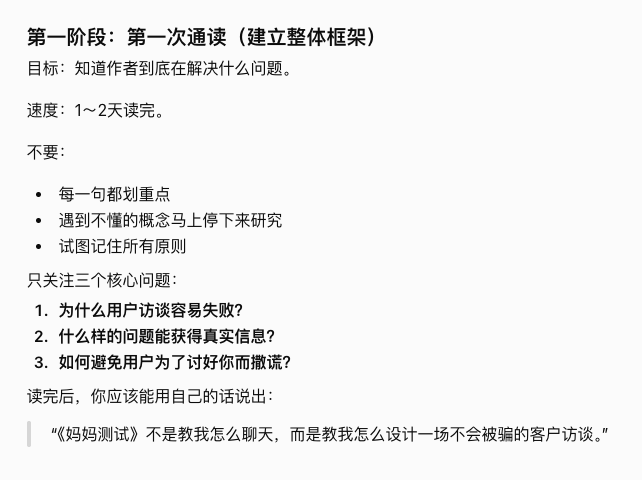 第一阶段：第一次通读（建立整体框架）
目标：知道作者到底在解决什么问题。
速度：1～2天读完。
不要：
• 每一句都划重点
• 遇到不懂的概念马上停下来研究
• 试图记住所有原则
只关注三个核心问题：
1. 为什么用户访谈容易失败？
2. 什么样的问题能获得真实信息？
3. 如何避免用户为了讨好你而撒谎？
读完后，你应该能用自己的话说出：
“《妈妈测试》不是教我怎么聊天，而是教我怎么设计一场不会被骗的客户访谈。”